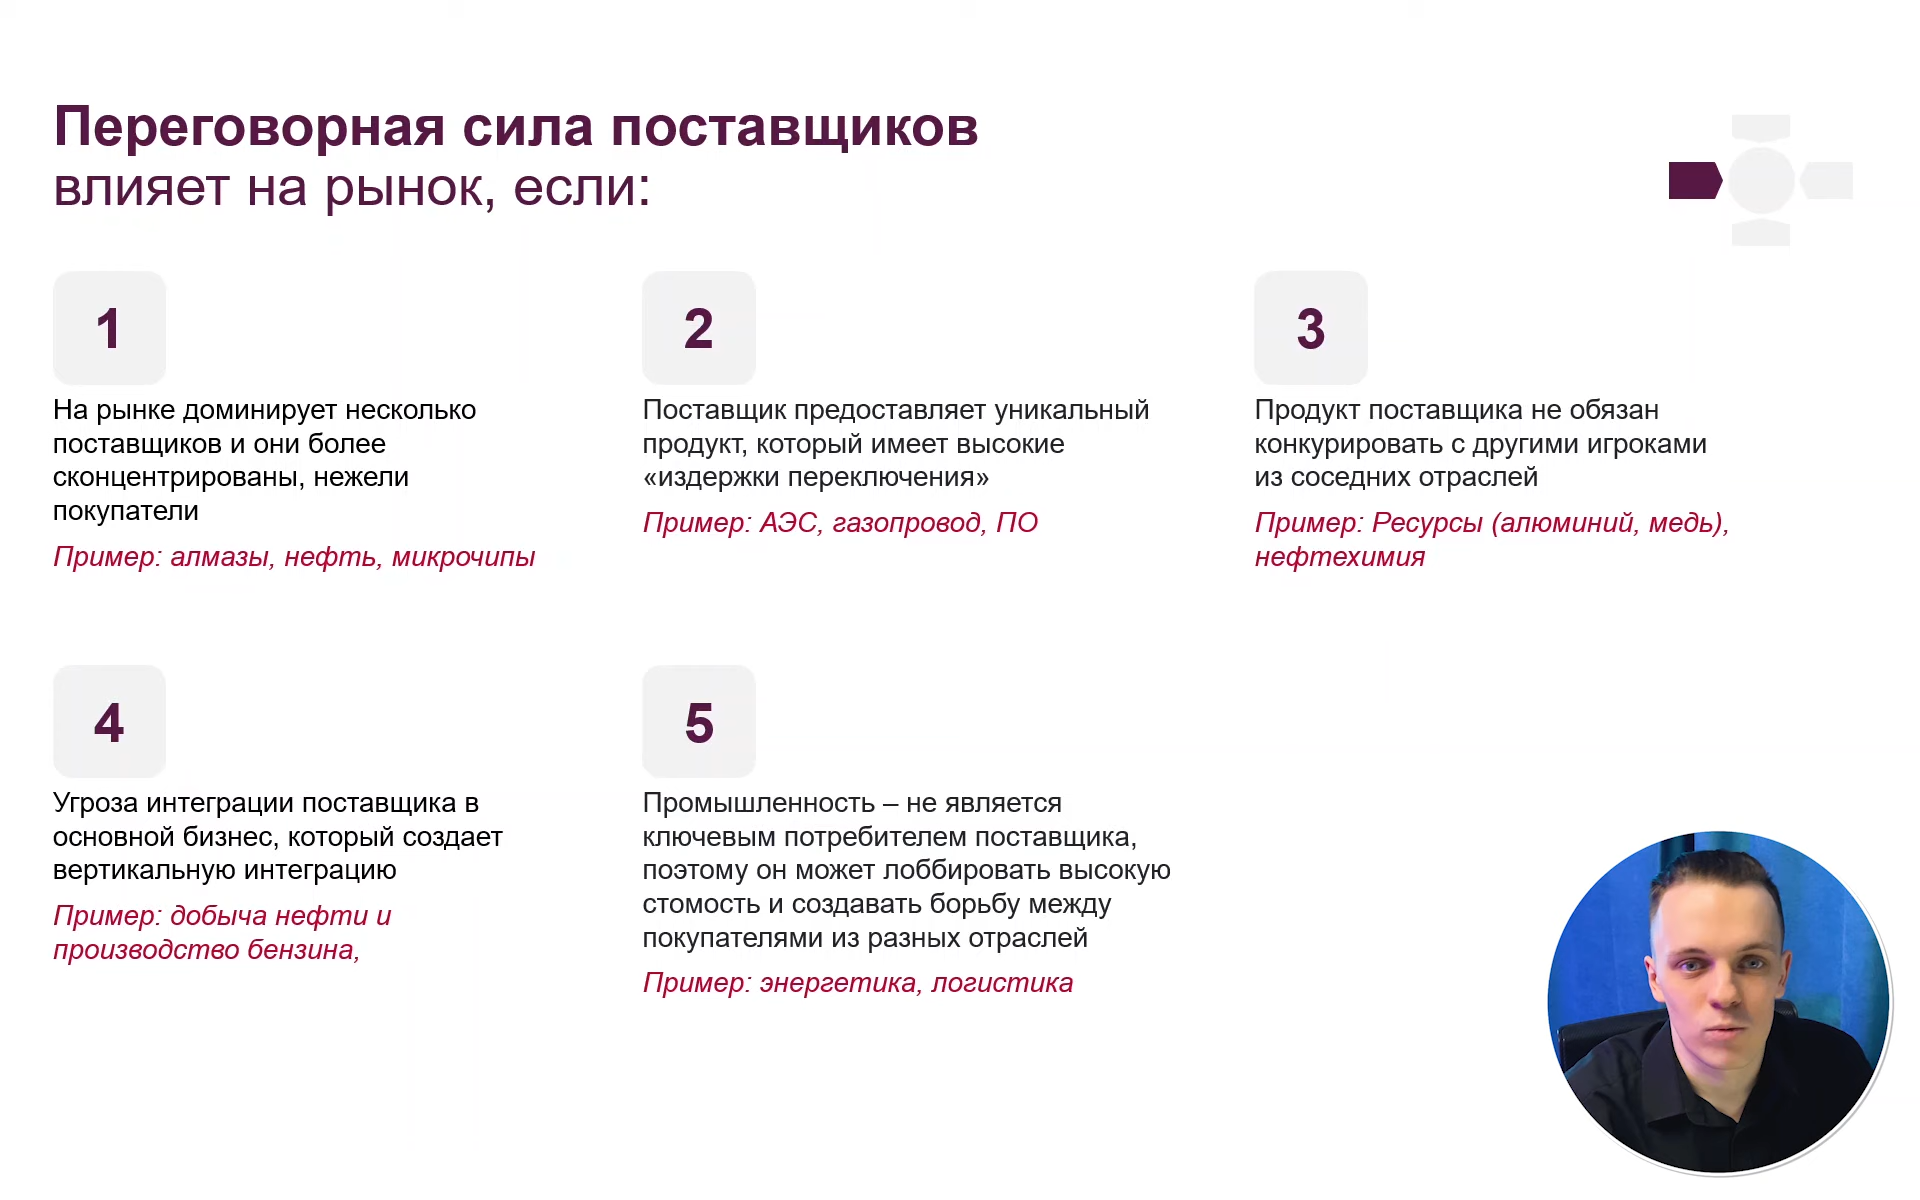 Переговорная сила поставщиков
влияет на рынок, если:
1
На рынке доминирует несколько
поставщиков и они более
сконцентрированы, нежели
покупатели
Пример: алмазы, нефть, микрочипы
2
Поставщик предоставляет уникальный
продукт, который имеет высокие
«издержки переключения»
Пример: АЭС, газопровод, ПО
3
Продукт поставщика не обязан
конкурировать с другими игроками
из соседних отраслей
Пример: Ресурсы (алюминий, медь),
нефтехимия
4
Угроза интеграции поставщика в
основной бизнес, который создает
вертикальную интеграцию
Пример: добыча нефти и
производство бензина,
5
Промышленность – не является
ключевым потребителем поставщика,
поэтому он может лоббировать высокую
стомость и создавать борьбу между
покупателями из разных отраслей
Пример: энергетика, логистика